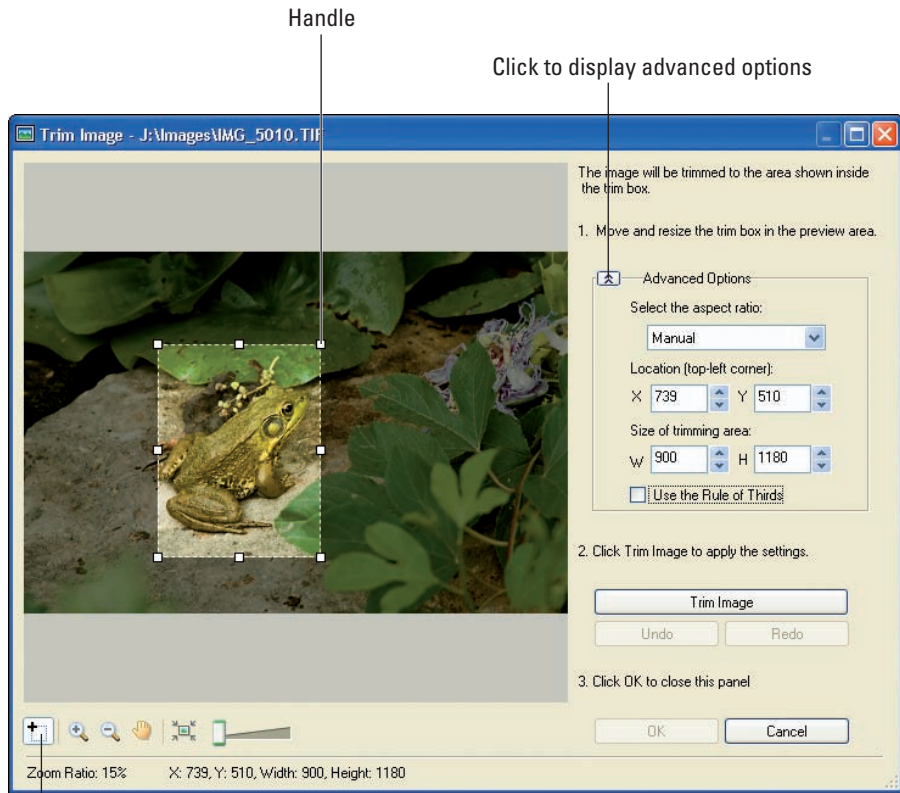 Handle
Click to display advanced options
Trim Image - J:\Images\IMG_5010.TIF
The image will be trimmed to the area shown inside
the trim box.
1. Move and resize the trim box in the preview area.
Advanced Options
Select the aspect ratio:
Manual
Location (top-left corner):
X 739 Y 510
Size of trimming area:
W 900 H 1180
Use the Rule of Thirds
2. Click Trim Image to apply the settings.
Trim Image
Undo Redo
3. Click OK to close this panel
OK Cancel
Zoom Ratio: 15% X: 739, Y: 510, Width: 900, Height: 1180